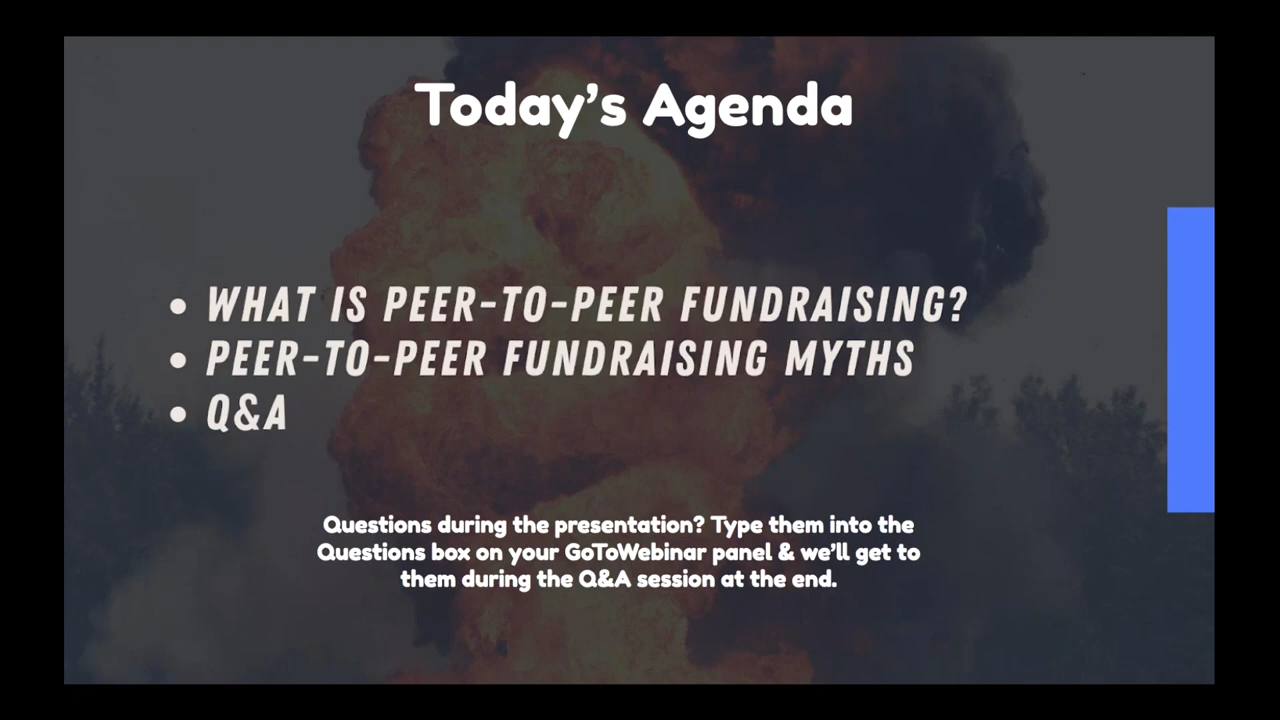 Today's Agenda
• WHAT IS PEER-TO-PEER FUNDRAISING?
• PEER-TO-PEER FUNDRAISING MYTHS
• Q&A
Questions during the presentation? Type them into the
Questions box on your GoToWebinar panel & we'll get to
them during the Q&A session at the end.